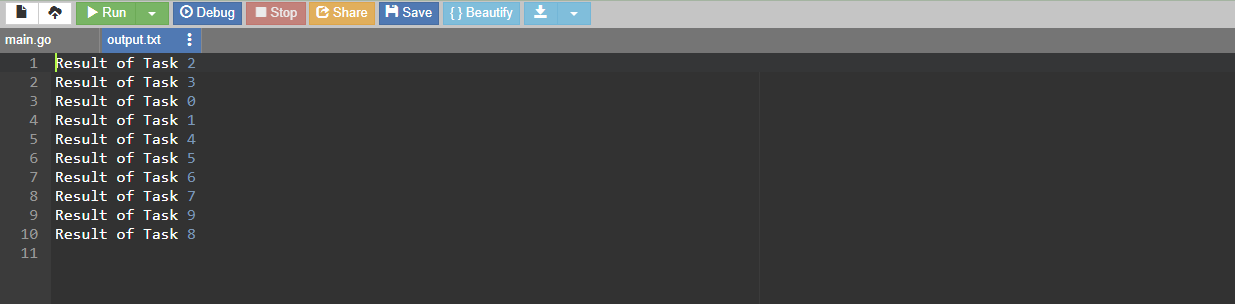 Run Debug Stop Share Save { } Beautify
main.go output.txt
1 Result of Task 2
2 Result of Task 3
3 Result of Task 0
4 Result of Task 1
5 Result of Task 4
6 Result of Task 5
7 Result of Task 6
8 Result of Task 7
9 Result of Task 9
10 Result of Task 8
11